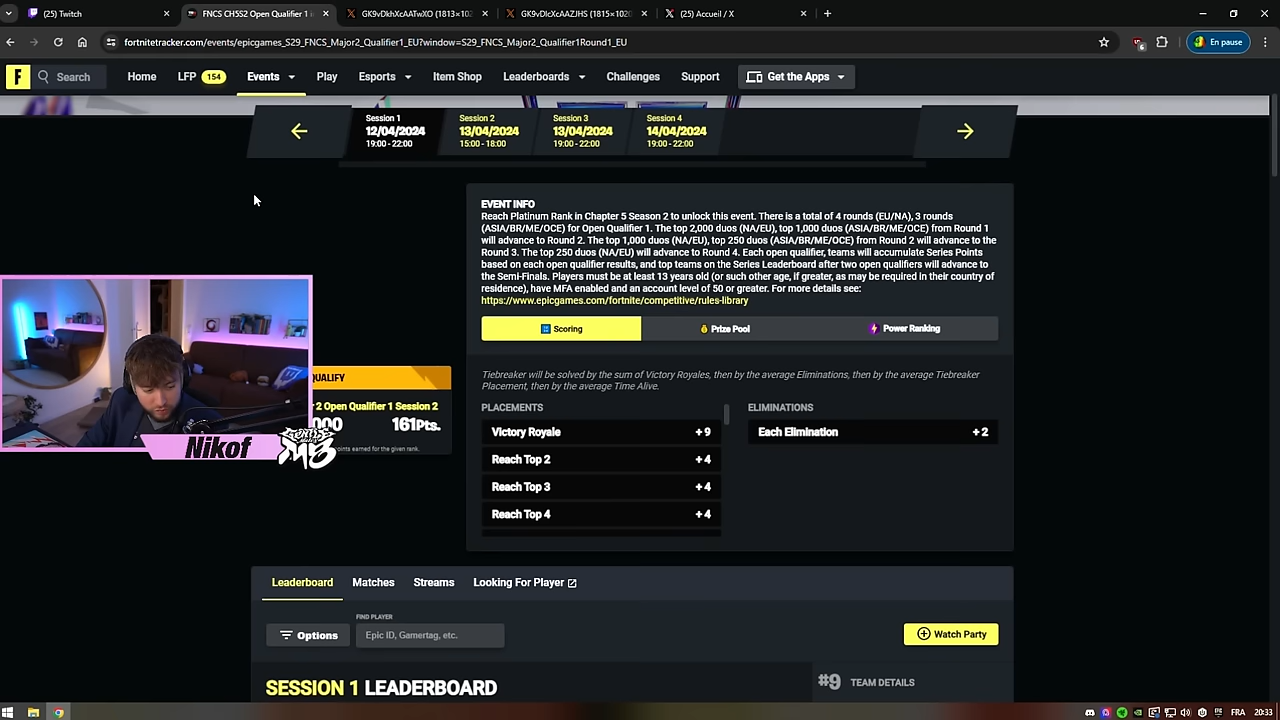 (25) Twitch
FNCS CH5S2 Open Qualifier 1 i
GK9vDkhXcAATwXO (1813×102
GK9vDlcXcAAZJHS (1815×1020
(25) Accueil / X
fortnitetracker.com/events/epicgames_S29_FNCS_Major2_Qualifier1_EU?window=S29_FNCS_Major2_Qualifier1Round1_EU
En pause
F
Search
Home
LFP 154
Events
Play
Esports
Item Shop
Leaderboards
Challenges
Support
Get the Apps
Session 1
12/04/2024
19:00 - 22:00
Session 2
13/04/2024
15:00 - 18:00
Session 3
13/04/2024
19:00 - 22:00
Session 4
14/04/2024
19:00 - 22:00
EVENT INFO
Reach Platinum Rank in Chapter 5 Season 2 to unlock this event. There is a total of 4 rounds (EU/NA), 3 rounds
(ASIA/BR/ME/OCE) for Open Qualifier 1. The top 2,000 duos (NA/EU), top 1,000 duos (ASIA/BR/ME/OCE) from Round 1
will advance to Round 2. The top 1,000 duos (NA/EU), top 250 duos (ASIA/BR/ME/OCE) from Round 2 will advance to the
Round 3. The top 250 duos (NA/EU) will advance to Round 4. Each open qualifier, teams will accumulate Series Points
based on each open qualifier results, and top teams on the Series Leaderboard after two open qualifiers will advance to
the Semi-Finals. Players must be at least 13 years old (or such other age, if greater, as may be required in their country of
residence), have MFA enabled and an account level of 50 or greater. For more details see:
https://www.epicgames.com/fortnite/competitive/rules-library
Scoring
Prize Pool
Power Ranking
Tiebreaker will be solved by the sum of Victory Royales, then by the average Eliminations, then by the average Tiebreaker
Placement, then by the average Time Alive.
PLACEMENTS
Victory Royale +9
Reach Top 2 +4
Reach Top 3 +4
Reach Top 4 +4
ELIMINATIONS
Each Elimination +2
QUALIFY
2 Open Qualifier 1 Session 2
000 161Pts.
points earned for the given rank.
Nikof
Leaderboard
Matches
Streams
Looking For Player
Options
FIND PLAYER
Epic ID, Gamertag, etc.
Watch Party
SESSION 1 LEADERBOARD
#9 TEAM DETAILS
FRA
20:33